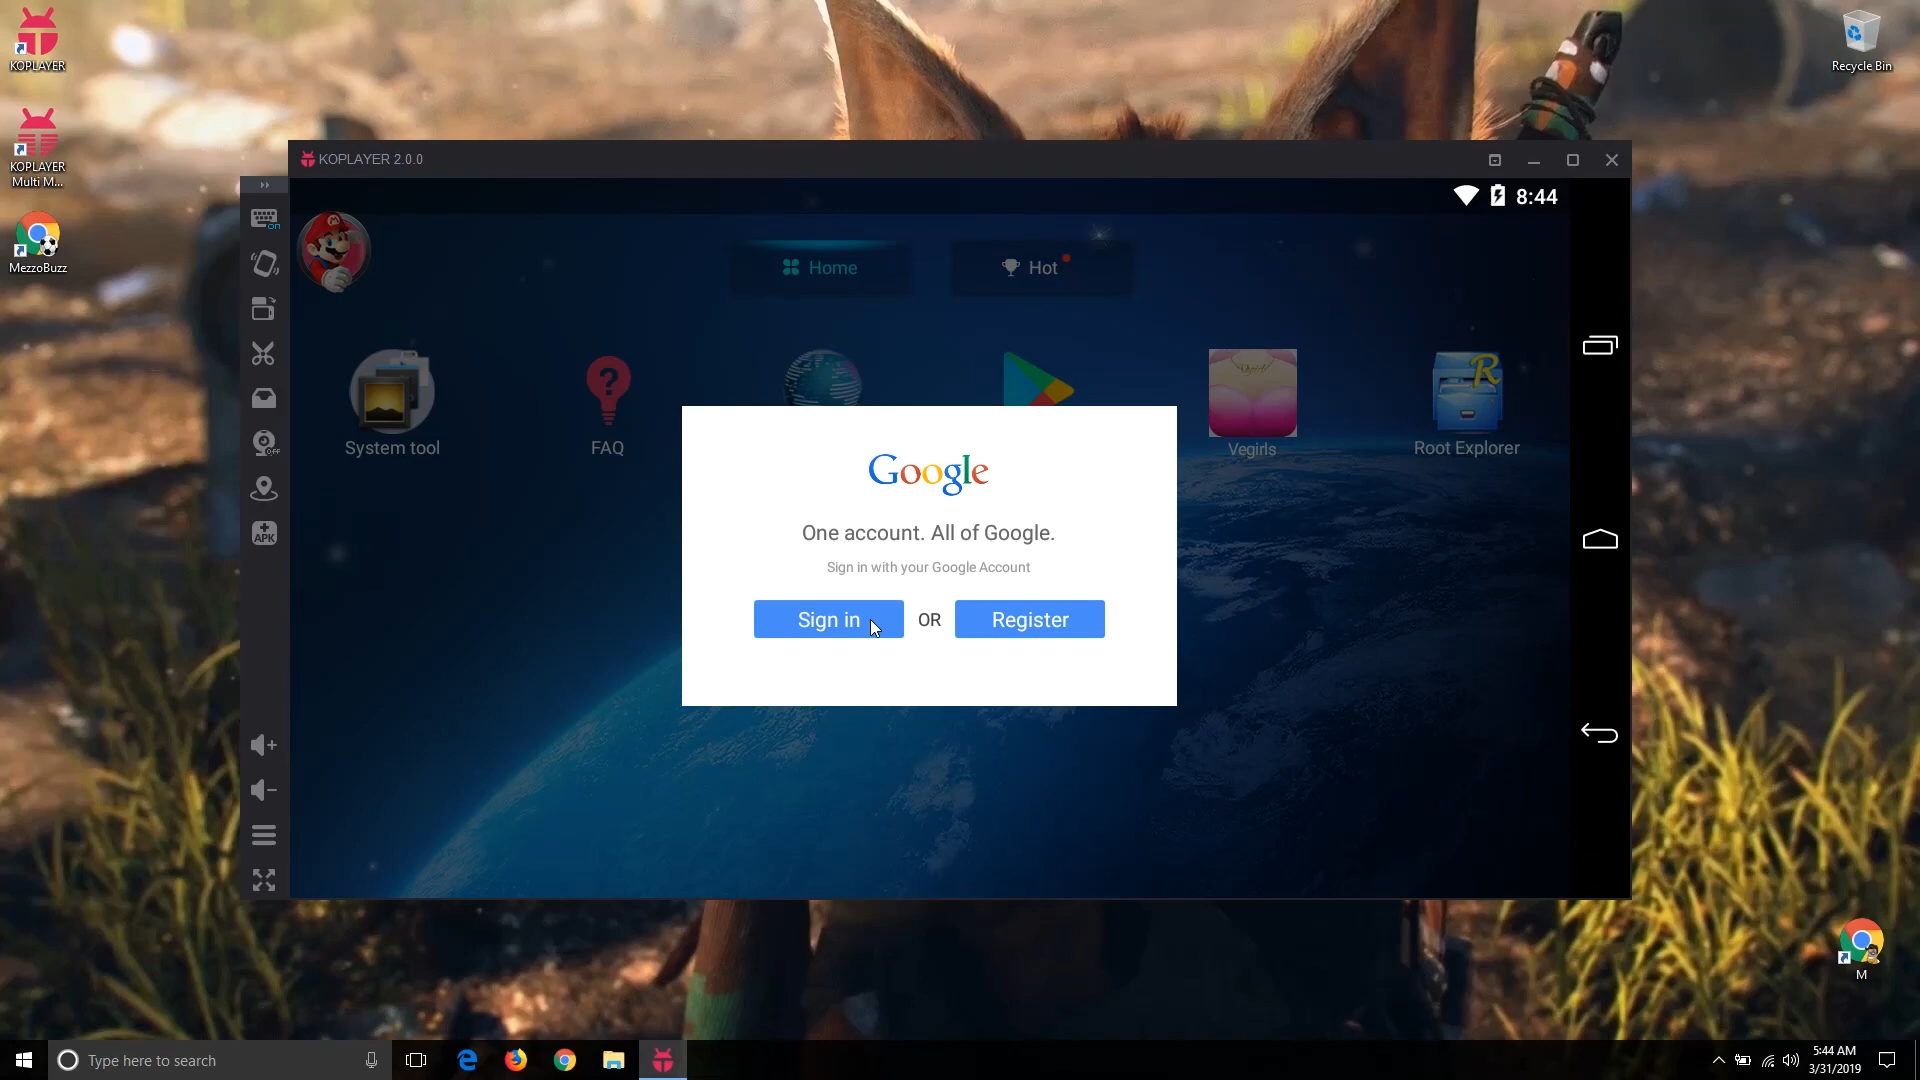 KOPLAYER
KOPLAYER
Multi M...
MezzoBuzz
Recycle Bin
KOPLAYER 2.0.0
8:44
Home
Hot
ON
OFF
APK
System tool
FAQ
Vegirls
Root Explorer
Google
One account. All of Google.
Sign in with your Google Account
Sign in OR Register
M
Type here to search
5:44 AM
3/31/2019